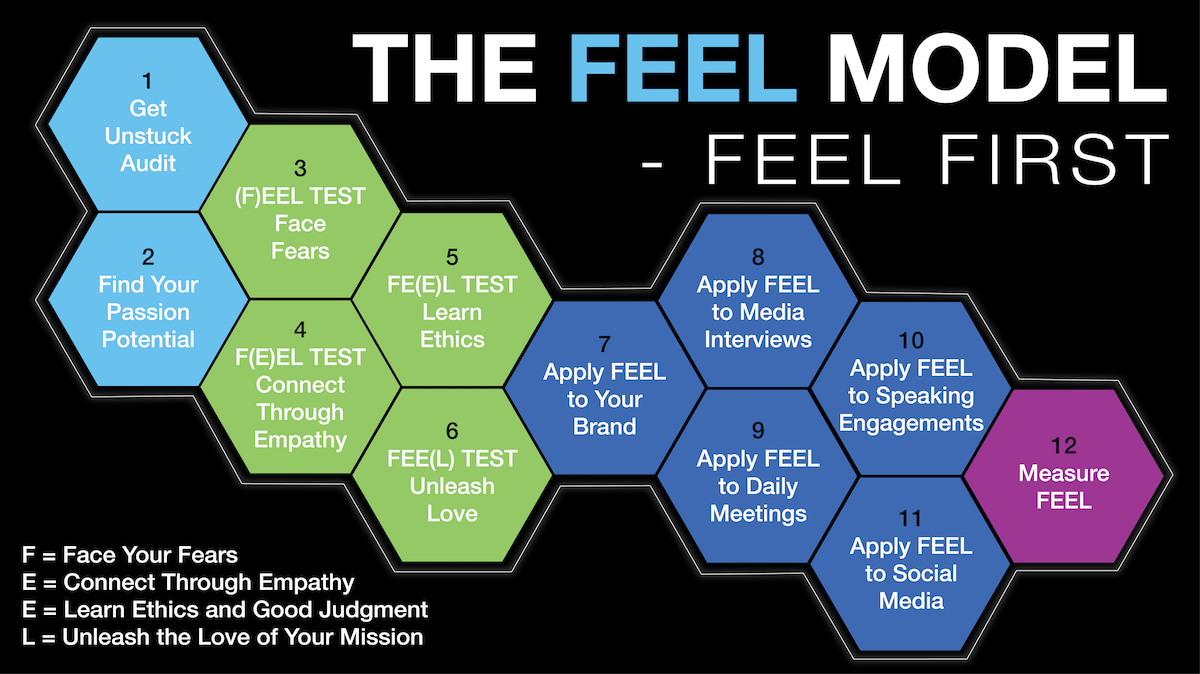 THE FEEL MODEL
- FEEL FIRST
1
Get
Unstuck
Audit
2
Find Your
Passion
Potential
3
(F)EEL TEST
Face
Fears
4
F(E)EL TEST
Connect
Through
Empathy
5
FE(E)L TEST
Learn
Ethics
6
FEE(L) TEST
Unleash
Love
7
Apply FEEL
to Your
Brand
8
Apply FEEL
to Media
Interviews
9
Apply FEEL
to Daily
Meetings
10
Apply FEEL
to Speaking
Engagements
11
Apply FEEL
to Social
Media
12
Measure
FEEL
F = Face Your Fears
E = Connect Through Empathy
E = Learn Ethics and Good Judgment
L = Unleash the Love of Your Mission